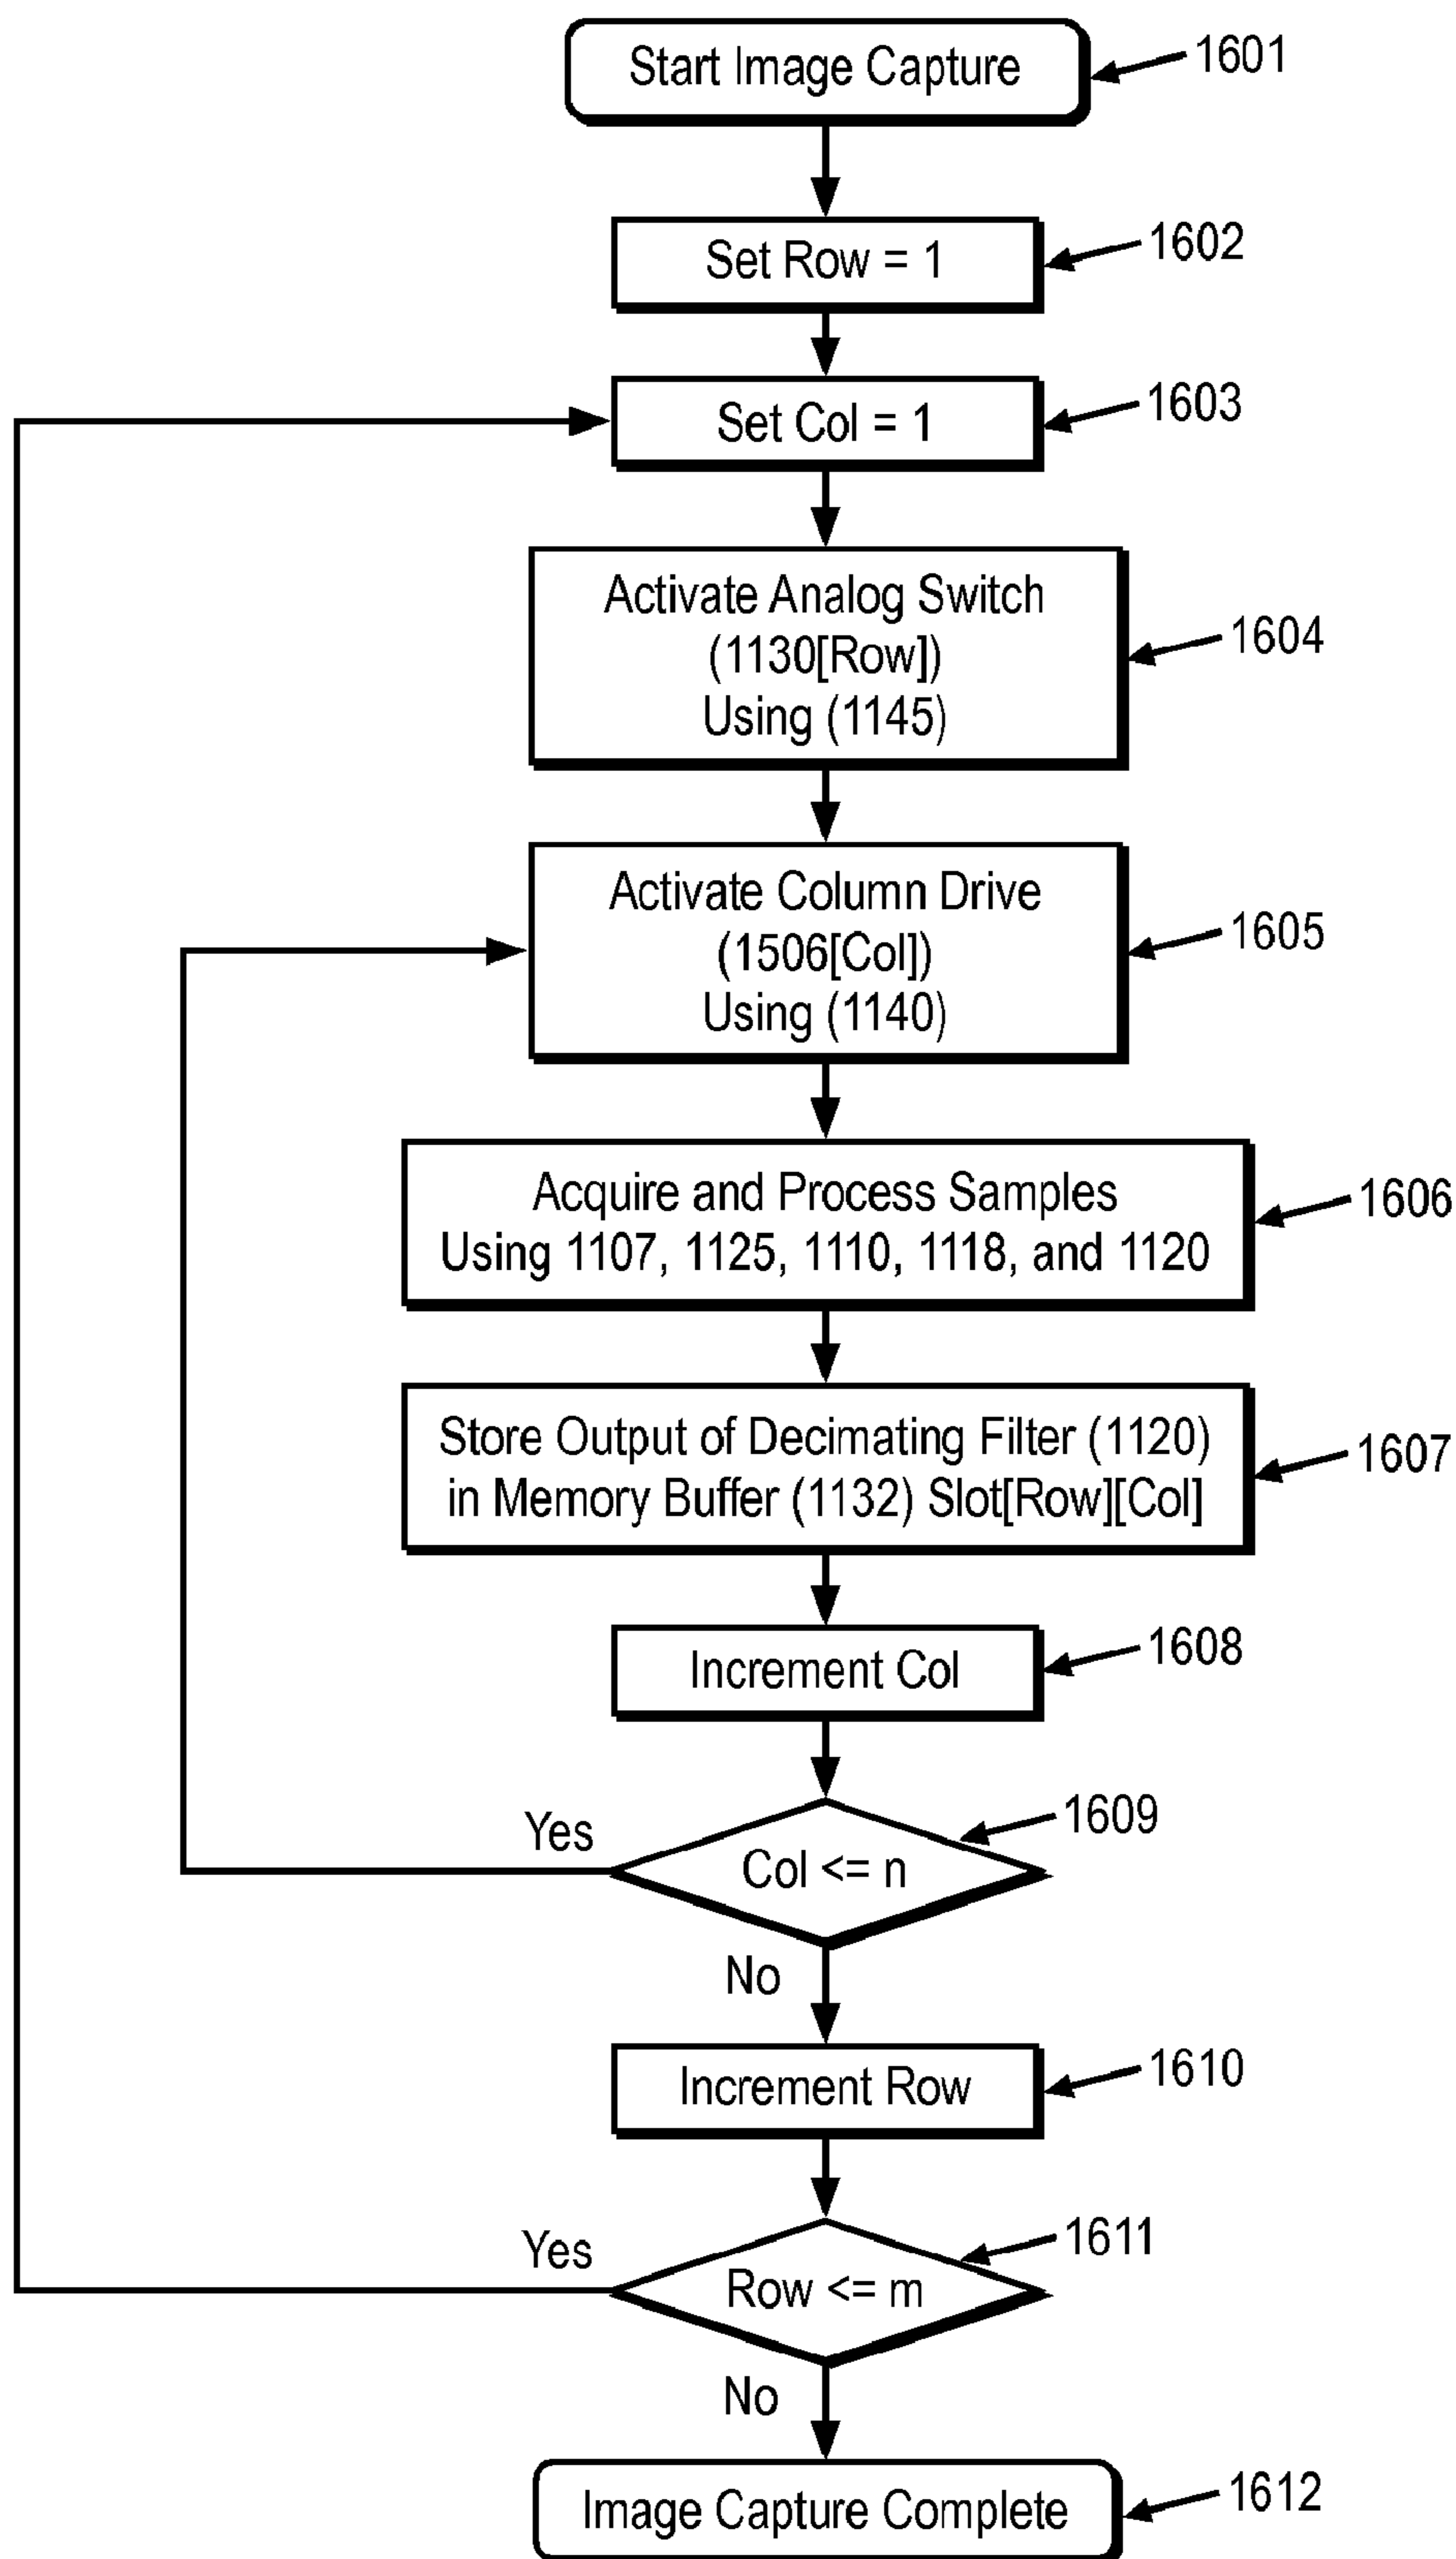 Start Image Capture
1601
Set Row = 1
1602
Set Col = 1
1603
Activate Analog Switch
(1130[Row])
Using (1145)
1604
Activate Column Drive
(1506[Col])
Using (1140)
1605
Acquire and Process Samples
Using 1107, 1125, 1110, 1118, and 1120
1606
Store Output of Decimating Filter (1120)
in Memory Buffer (1132) Slot[Row][Col]
1607
Increment Col
1608
Yes
Col <= n
1609
No
Increment Row
1610
Yes
Row <= m
1611
No
Image Capture Complete
1612